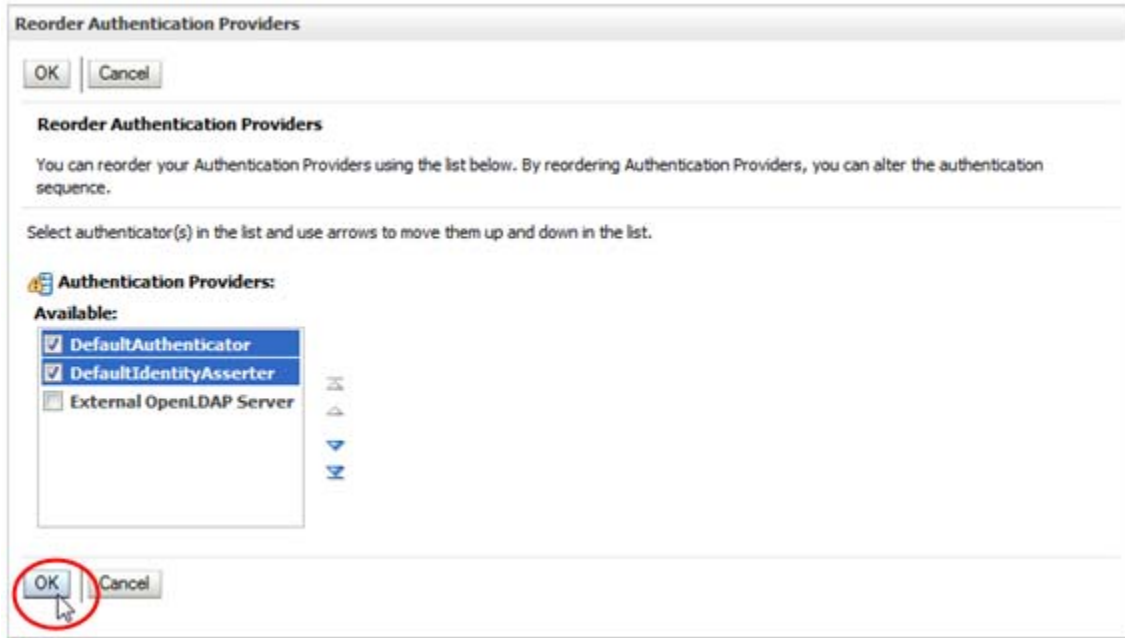 Reorder Authentication Providers
OK Cancel
Reorder Authentication Providers
You can reorder your Authentication Providers using the list below. By reordering Authentication Providers, you can alter the authentication
sequence.
Select authenticator(s) in the list and use arrows to move them up and down in the list.
Authentication Providers:
Available:
DefaultAuthenticator
DefaultIdentityAsserter
External OpenLDAP Server
OK Cancel